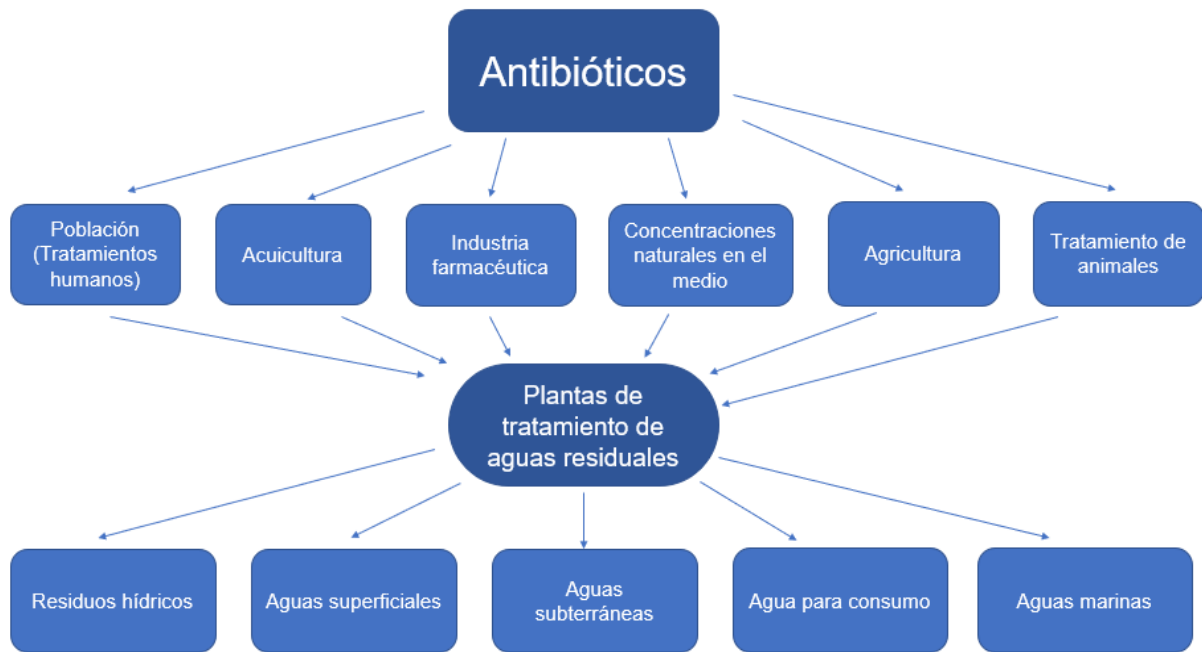 Antibióticos
Población
(Tratamientos
humanos)
Acuicultura
Industria
farmacéutica
Concentraciones
naturales en el
medio
Agricultura
Tratamiento de
animales
Plantas de
tratamiento de
aguas residuales
Residuos hídricos
Aguas superficiales
Aguas
subterráneas
Agua para consumo
Aguas marinas